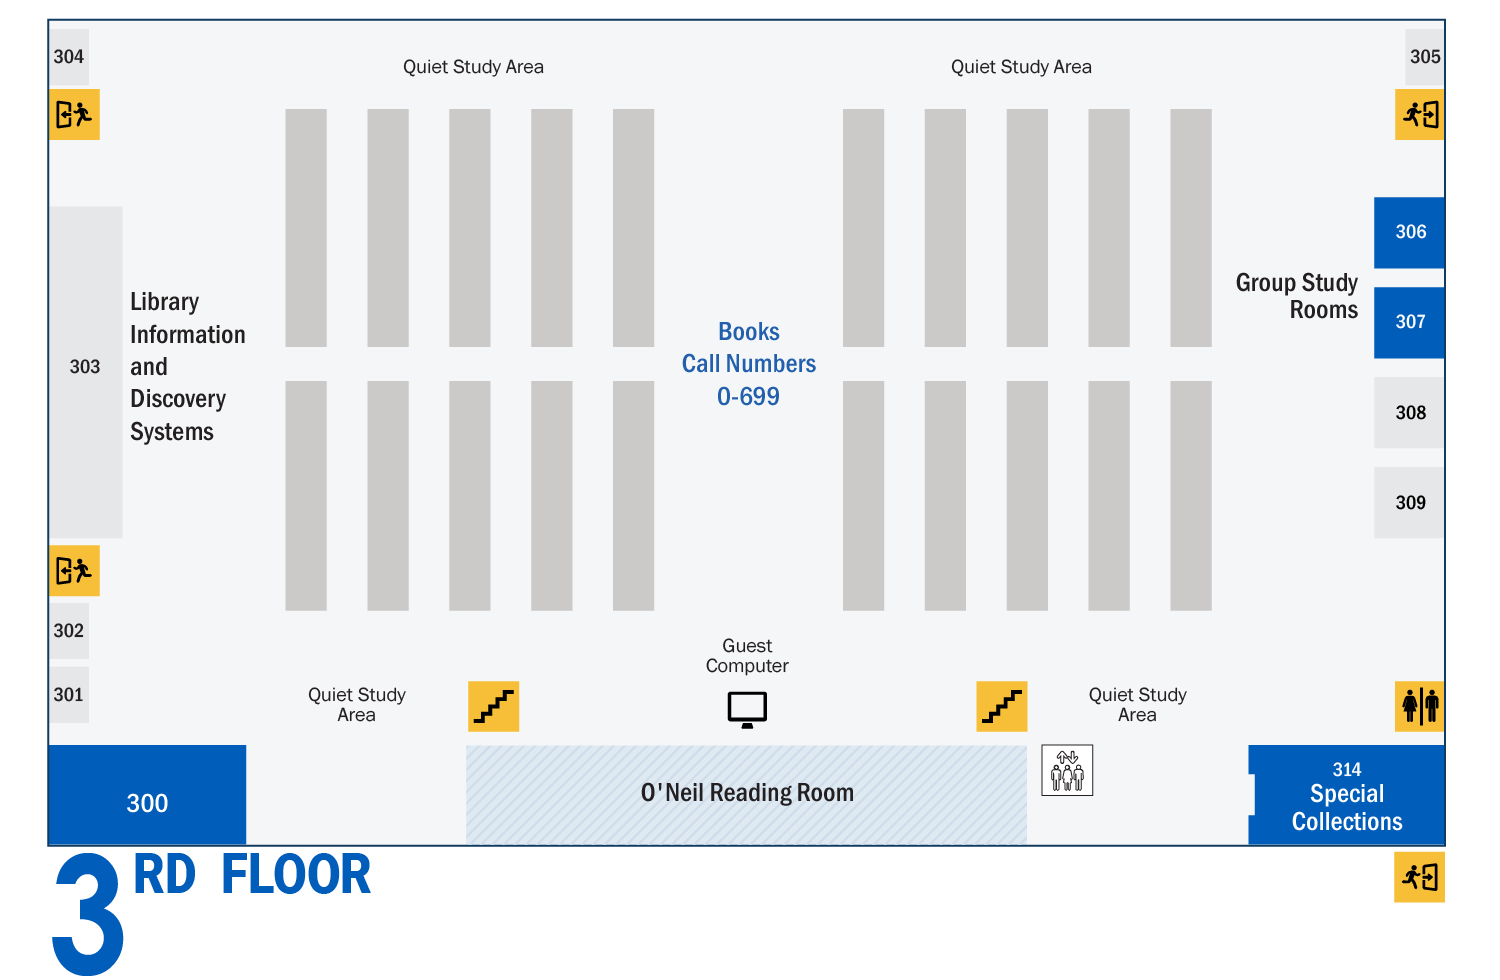 304
Quiet Study Area
Quiet Study Area
305
306
Group Study
Rooms
307
Library
Information
and
Discovery
Systems
303
Books
Call Numbers
0-699
308
309
302
301
Guest
Computer
Quiet Study
Area
Quiet Study
Area
300
O'Neil Reading Room
314
Special
Collections
3RD FLOOR